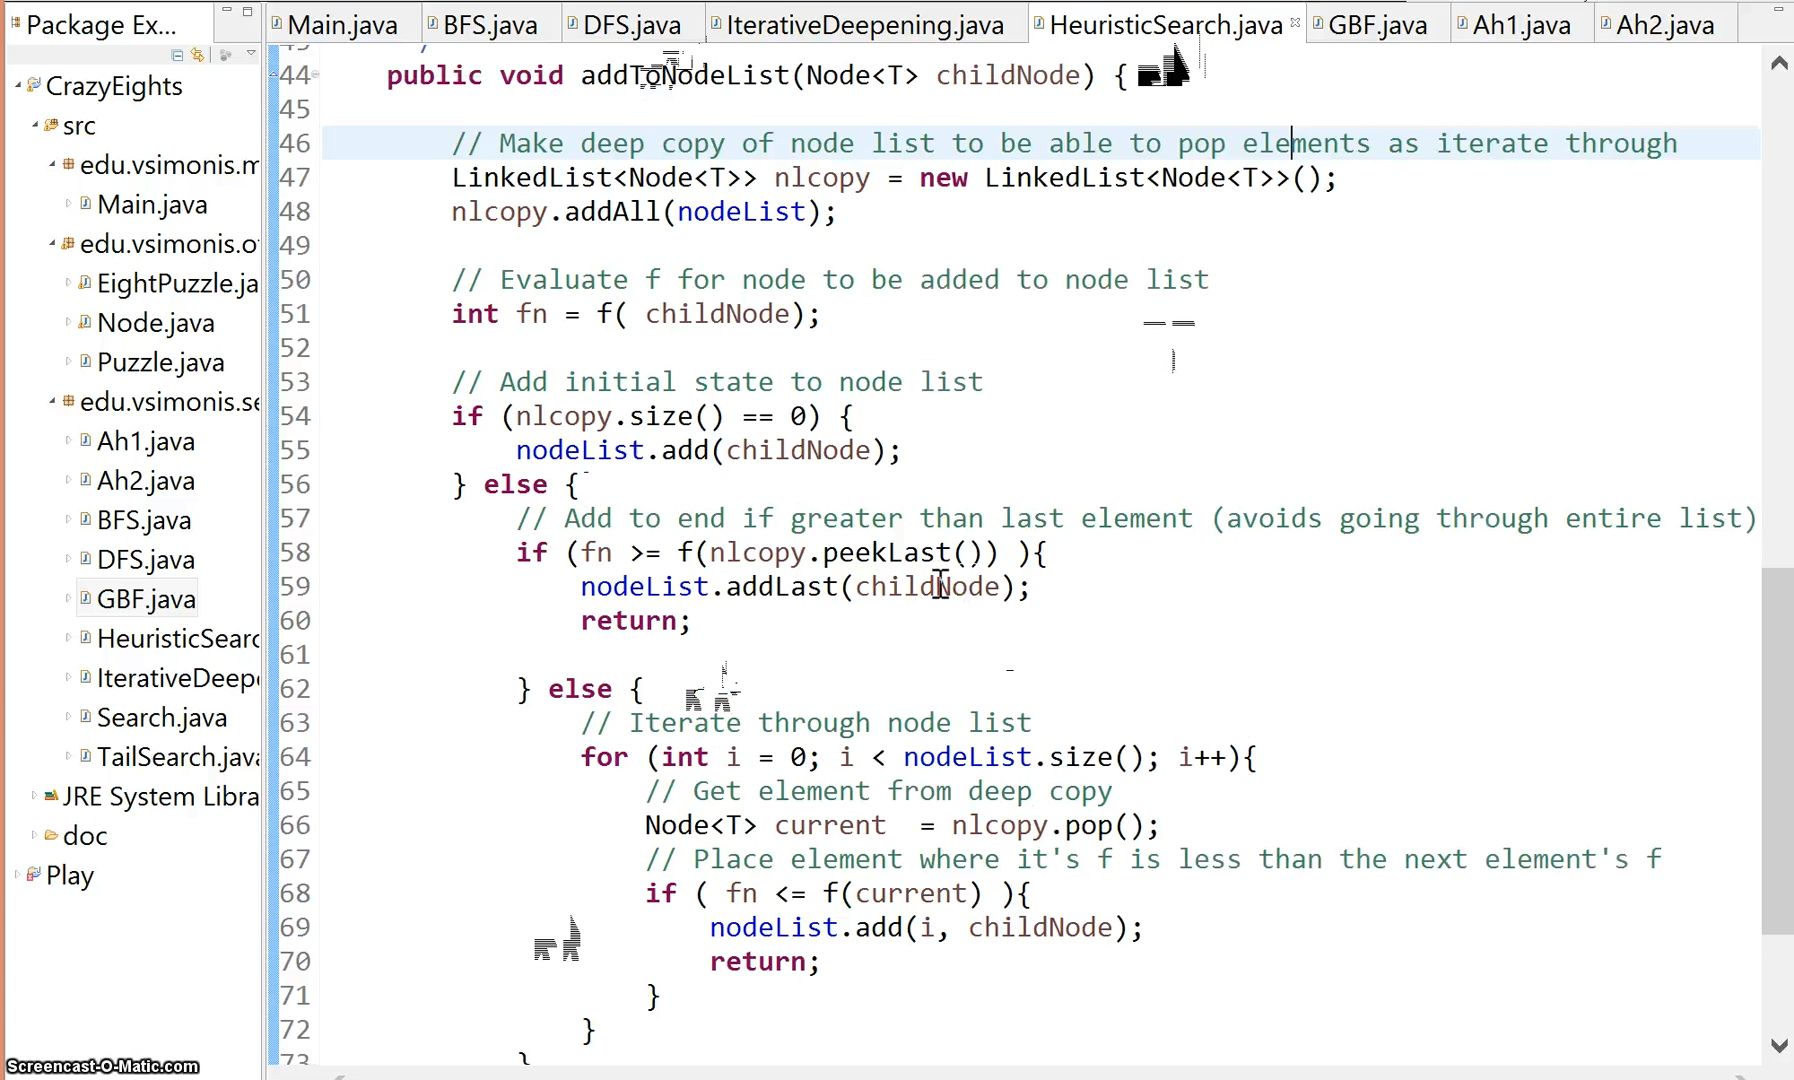 Package Ex...
Main.java
BFS.java
DFS.java
IterativeDeepening.java
HeuristicSearch.java
GBF.java
Ah1.java
Ah2.java
CrazyEights
src
edu.vsimonis.m
Main.java
edu.vsimonis.o
EightPuzzle.ja
Node.java
Puzzle.java
edu.vsimonis.se
Ah1.java
Ah2.java
BFS.java
DFS.java
GBF.java
HeuristicSearc
IterativeDeepe
Search.java
TailSearch.java
JRE System Libra
doc
Play
44 public void addToNodeList(Node<T> childNode) {
45
46 // Make deep copy of node list to be able to pop elements as iterate through
47 LinkedList<Node<T>> nlcopy = new LinkedList<Node<T>>();
48 nlcopy.addAll(nodeList);
49
50 // Evaluate f for node to be added to node list
51 int fn = f( childNode);
52
53 // Add initial state to node list
54 if (nlcopy.size() == 0) {
55 nodeList.add(childNode);
56 } else {
57 // Add to end if greater than last element (avoids going through entire list)
58 if (fn >= f(nlcopy.peekLast()) ){
59 nodeList.addLast(childNode);
60 return;
61
62 } else {
63 // Iterate through node list
64 for (int i = 0; i < nodeList.size(); i++){
65 // Get element from deep copy
66 Node<T> current  = nlcopy.pop();
67 // Place element where it's f is less than the next element's f
68 if ( fn <= f(current) ){
69 nodeList.add(i, childNode);
70 return;
71 }
72 }
73 }
Screencast-O-Matic.com